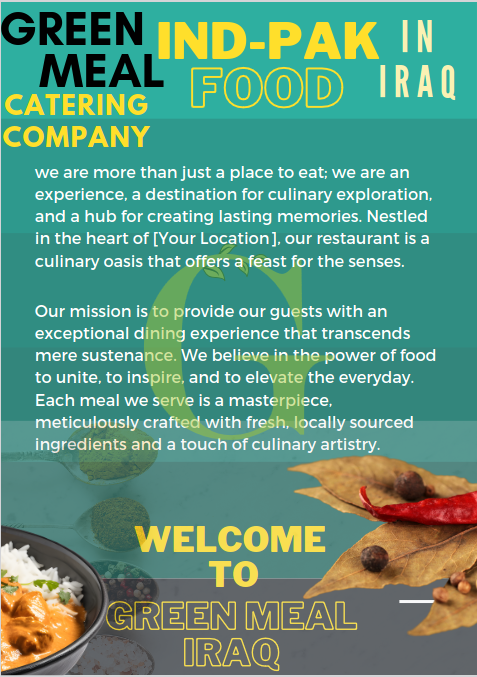 GREEN
MEAL
CATERING
COMPANY
IND-PAK
FOOD
IN
IRAQ
we are more than just a place to eat; we are an
experience, a destination for culinary exploration,
and a hub for creating lasting memories. Nestled
in the heart of [Your Location], our restaurant is a
culinary oasis that offers a feast for the senses.
Our mission is to provide our guests with an
exceptional dining experience that transcends
mere sustenance. We believe in the power of food
to unite, to inspire, and to elevate the everyday.
Each meal we serve is a masterpiece,
meticulously crafted with fresh, locally sourced
ingredients and a touch of culinary artistry.
G
WELCOME
TO
GREEN MEAL
IRAQ